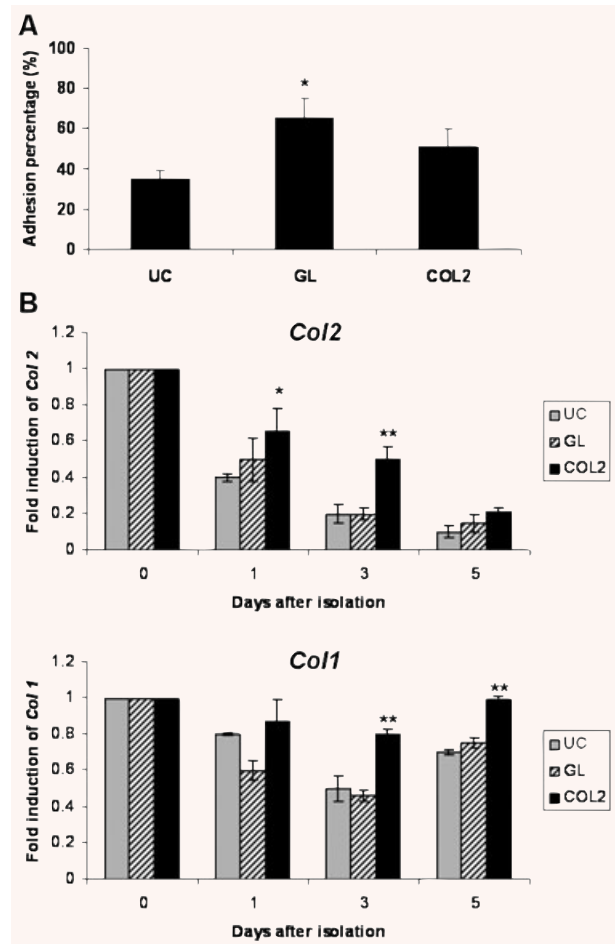 A
Adhesion percentage (%)
100
80
60
40
20
0
*
UC GL COL2
B
Col2
Fold induction of Col 2
1.2
1
0.8
0.6
0.4
0.2
0
*
**
0 1 3 5
Days after isolation
UC
GL
COL2
Col1
Fold induction of Col 1
1.2
1
0.8
0.6
0.4
0.2
0
**
**
0 1 3 5
Days after isolation
UC
GL
COL2